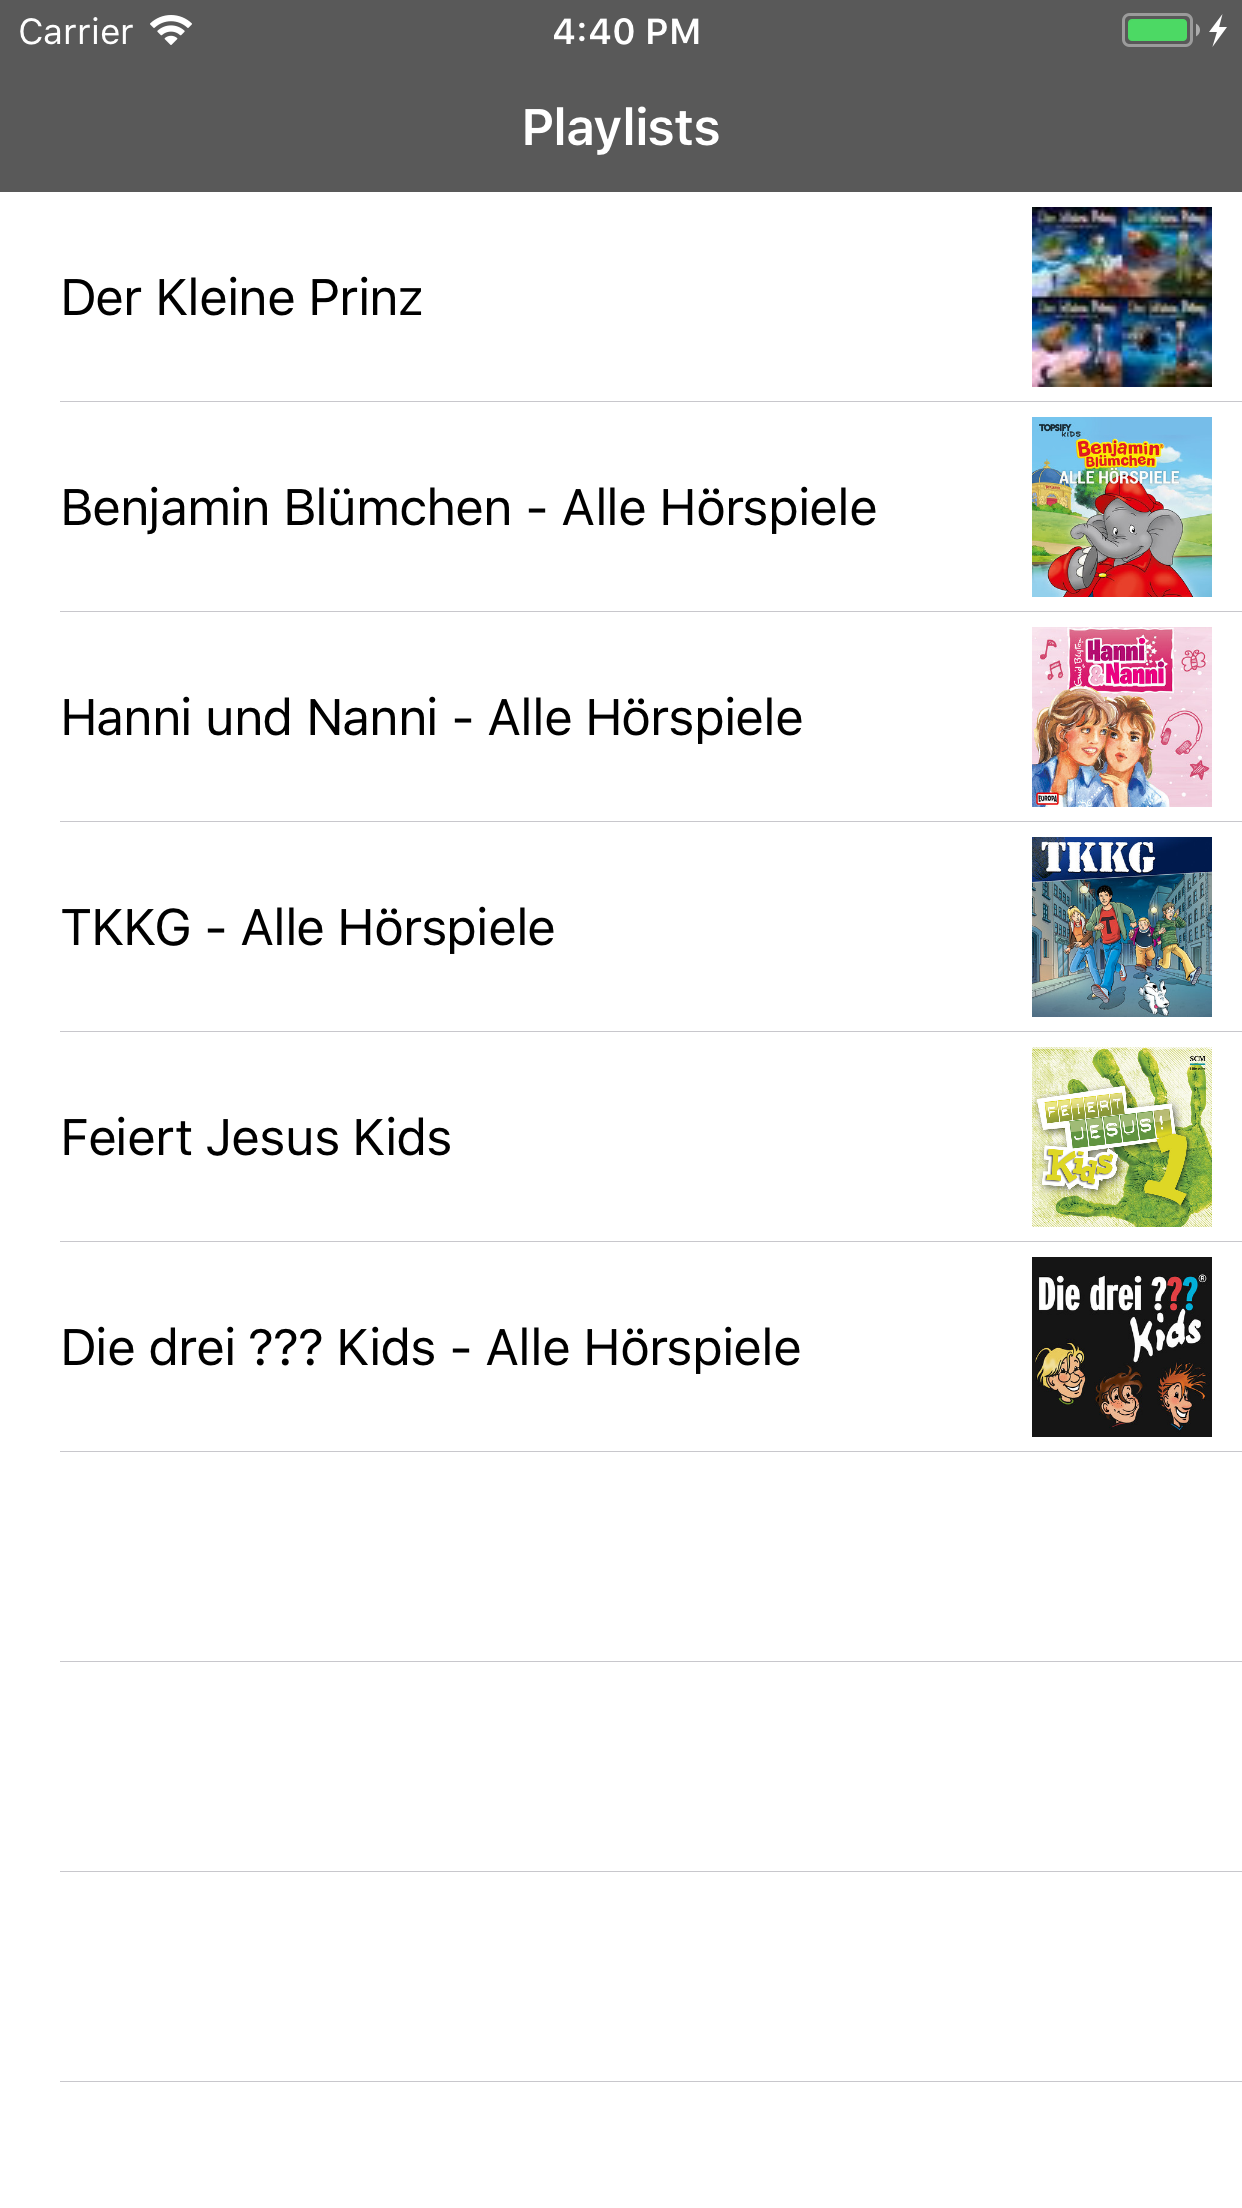 Carrier
4:40 PM
Playlists
Der Kleine Prinz
Benjamin Blümchen - Alle Hörspiele
TOPSIFY
KIDS
Benjamin
Blümchen
ALLE HÖRSPIELE
Hanni und Nanni - Alle Hörspiele
Enid Blyton
Hanni
& Nanni
EUROPA
TKKG - Alle Hörspiele
TKKG
T
Feiert Jesus Kids
SCM
FEIERT
JESUS!
Kids 1
Die drei ??? Kids - Alle Hörspiele
Die drei ???®
Kids